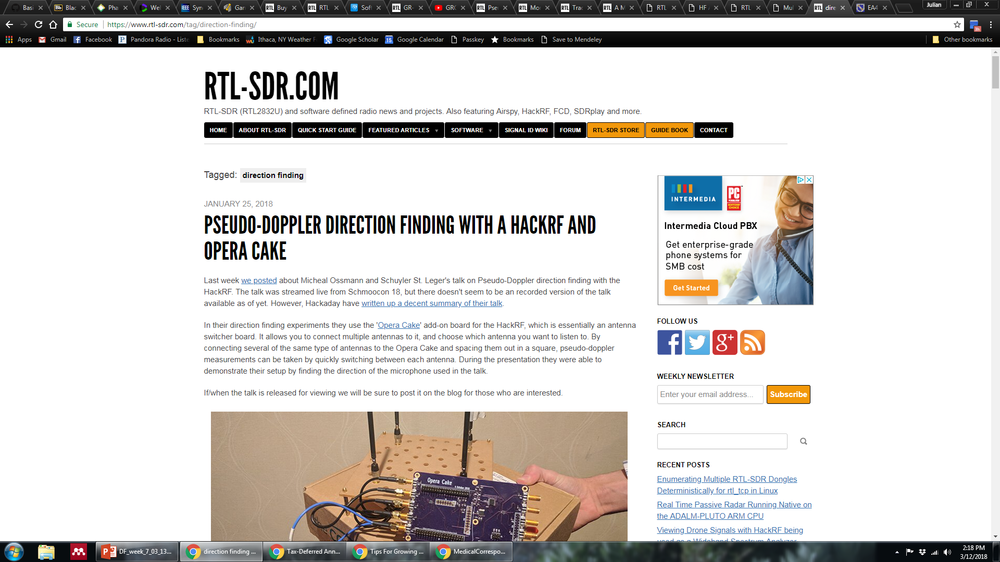 Basi
Blac
Pha
Wel
Sync
Gan
Buy
RTL
Soft
GR-
GRC
Pse
Mo
Trac
A M
RTL
HF
RTL
Mul
dire
EA4
Julian
Secure
https://www.rtl-sdr.com/tag/direction-finding/
3h
Apps
Gmail
Facebook
Pandora Radio - Liste
Bookmarks
Ithaca, NY Weather F
Google Scholar
15
Google Calendar
Passkey
Bookmarks
Save to Mendeley
Other bookmarks
RTL-SDR.COM
RTL-SDR (RTL2832U) and software defined radio news and projects. Also featuring Airspy, HackRF, FCD, SDRplay and more.
HOME ABOUT RTL-SDR QUICK START GUIDE FEATURED ARTICLES SOFTWARE SIGNAL ID WIKI FORUM RTL-SDR STORE GUIDE BOOK CONTACT
Tagged: direction finding
JANUARY 25, 2018
PSEUDO-DOPPLER DIRECTION FINDING WITH A HACKRF AND
OPERA CAKE
Last week we posted about Micheal Ossmann and Schuyler St. Leger's talk on Pseudo-Doppler direction finding with the
HackRF. The talk was streamed live from Schmoocon 18, but there doesn't seem to be an recorded version of the talk
available as of yet. However, Hackaday have written up a decent summary of their talk.
In their direction finding experiments they use the 'Opera Cake' add-on board for the HackRF, which is essentially an antenna
switcher board. It allows you to connect multiple antennas to it, and choose which antenna you want to listen to. By
connecting several of the same type of antennas to the Opera Cake and spacing them out in a square, pseudo-doppler
measurements can be taken by quickly switching between each antenna. During the presentation they were able to
demonstrate their setup by finding the direction of the microphone used in the talk.
If/when the talk is released for viewing we will be sure to post it on the blog for those who are interested.
Opera Cake
INTERMEDIA
PC
EDITORS' CHOICE
Intermedia Cloud PBX
Get enterprise-grade
phone systems for
SMB cost
Get Started
FOLLOW US
WEEKLY NEWSLETTER
Enter your email address... Subscribe
SEARCH
RECENT POSTS
Enumerating Multiple RTL-SDR Dongles
Deterministically for rtl_tcp in Linux
Real Time Passive Radar Running Native on
the ADALM-PLUTO ARM CPU
Viewing Drone Signals with HackRF being
used as a Wideband Spectrum Analyzer
DF_week_7_03_13...
direction finding ...
Tax-Deferred Ann...
Tips For Growing ...
MedicalCorrespo...
2:18 PM
3/12/2018